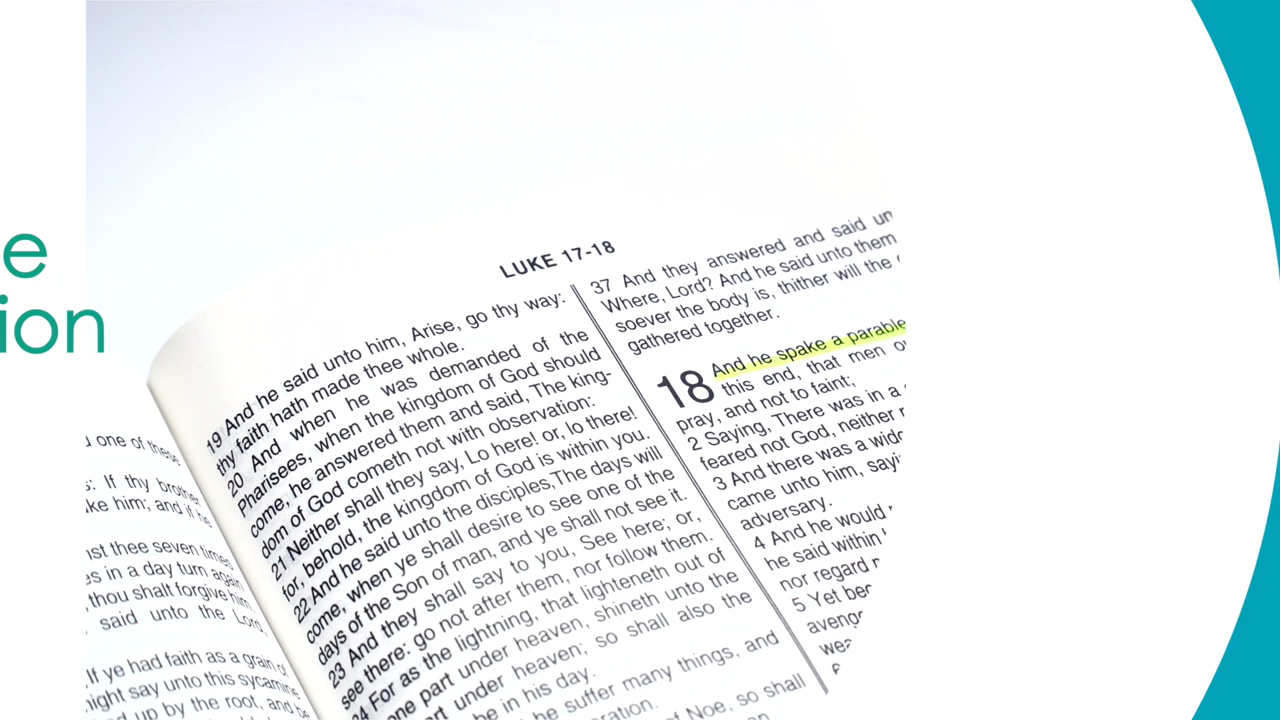 e
ion
LUKE 17-18
one of these
If thy brother
him; and if he
thee seven times
in a day turn again
thou shalt forgive him.
said unto the Lord,
If ye had faith as a grain of
say unto this sycamine
up by the root, and be
19 And he said unto him, Arise, go thy way:
thy faith hath made thee whole.
20 And when he was demanded of the
Pharisees, when the kingdom of God should
come, he answered them and said, The king-
dom of God cometh not with observation:
21 Neither shall they say, Lo here! or, lo there!
for, behold, the kingdom of God is within you.
22 And he said unto the disciples,The days will
come, when ye shall desire to see one of the
days of the Son of man, and ye shall not see it.
23 And they shall say to you, See here; or,
see there: go not after them, nor follow them.
24 For as the lightning, that lighteneth out of
one part under heaven, shineth unto the
under heaven; so shall also the
be in his day.
he suffer many things, and
of Noe, so shall
37 And they answered and said
Where, Lord? And he said unto them
soever the body is, thither will the
gathered together.
18 And he spake a parable
this end, that men
pray, and not to faint;
2 Saying, There was in a
feared not God, neither
3 And there was a
came unto him,
adversary.
4 And he would
he said within
nor regard
5 Yet